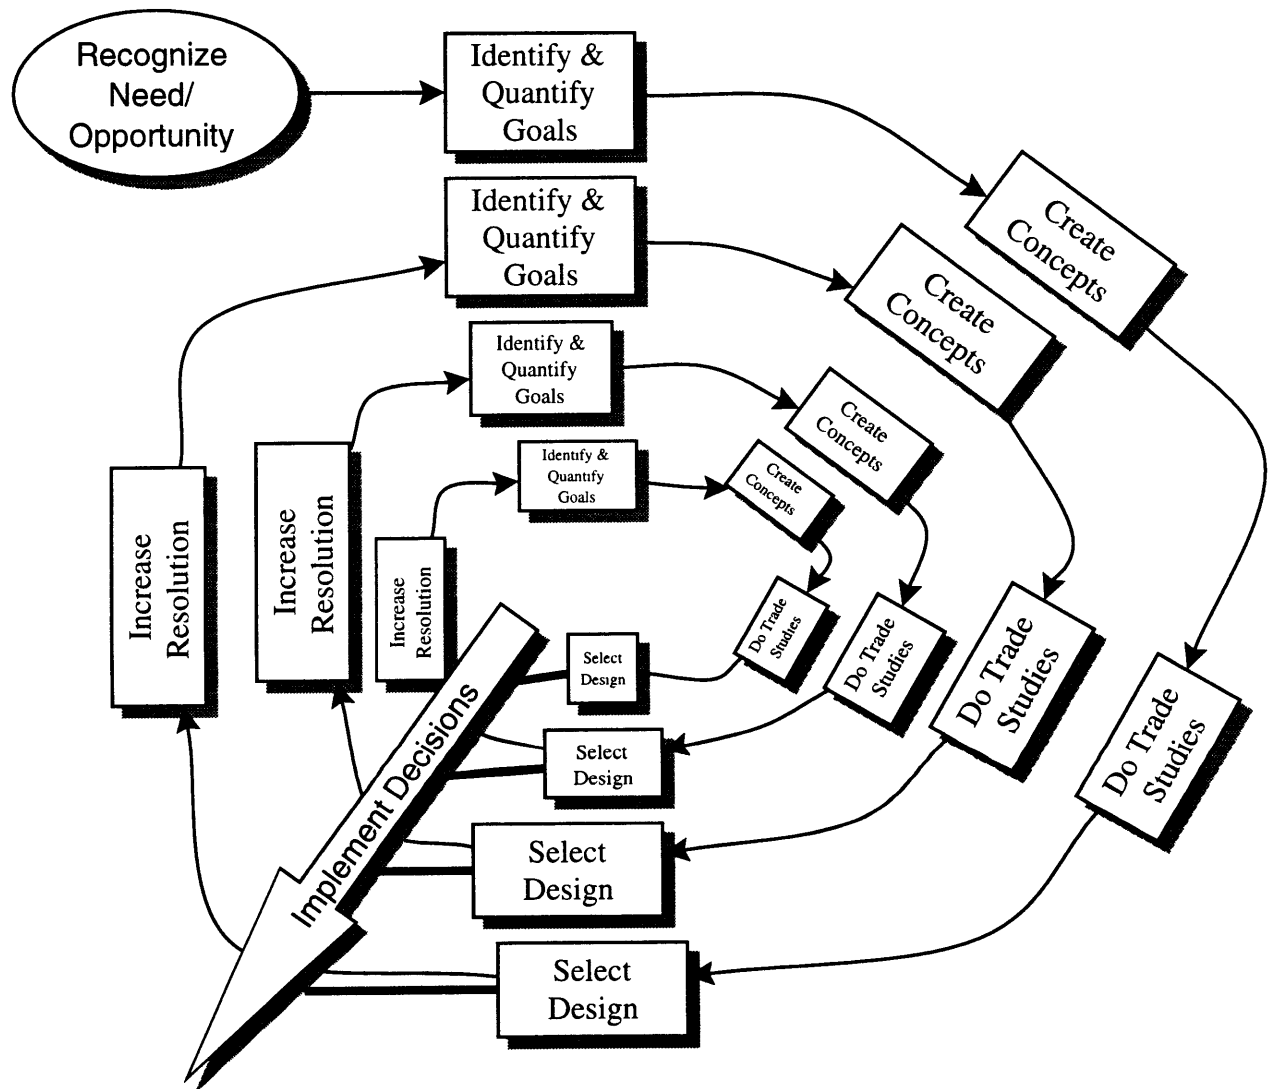 Recognize
Need/
Opportunity
Identify &
Quantify
Goals
Create
Concepts
Do Trade
Studies
Select
Design
Increase
Resolution
Identify &
Quantify
Goals
Create
Concepts
Do Trade
Studies
Select
Design
Increase
Resolution
Identify &
Quantify
Goals
Create
Concepts
Do Trade
Studies
Select
Design
Increase
Resolution
Identify &
Quantify
Goals
Create
Concepts
Do Trade
Studies
Select
Design
Implement Decisions